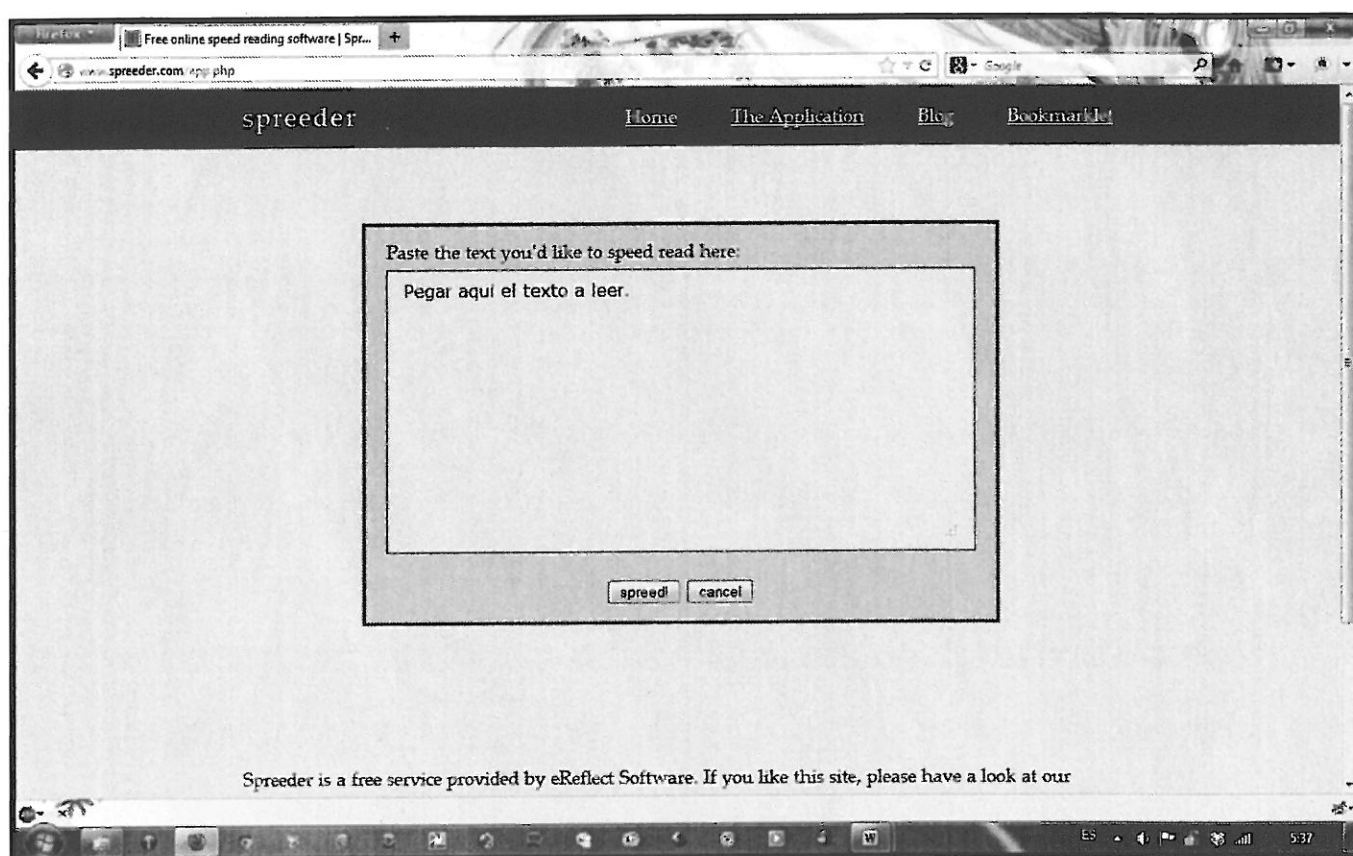 Firefox
Free online speed reading software | Spr... +
www.spreeder.com/app.php
Google
spreeder Home The Application Blog Bookmarklet
Paste the text you'd like to speed read here:
Pegar aquí el texto a leer.
spreed! cancel
Spreeder is a free service provided by eReflect Software. If you like this site, please have a look at our
W ES 5:37